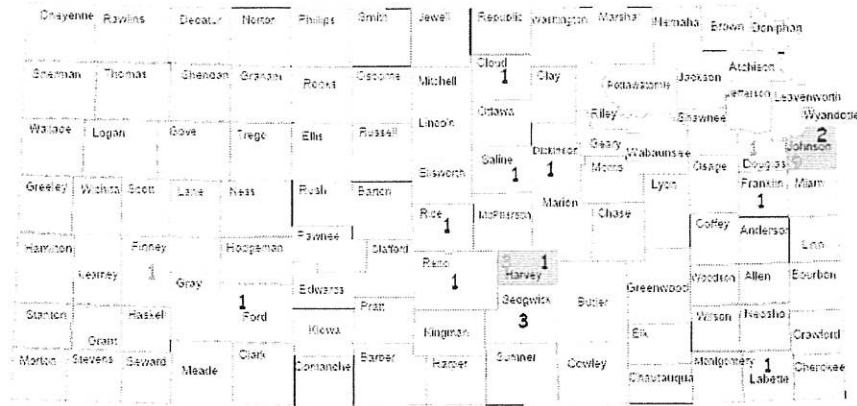 Cheyenne Rawlins Decatur Norton Phillips Smith Jewell Republic Washington Marshall Nemaha Brown Doniphan
Sherman Thomas Sheridan Graham Rooks Osborne Mitchell Cloud Clay Pottawatomie Jackson Atchison
1
Jefferson Leavenworth
Wyandotte
Wallace Logan Gove Trego Ellis Russell Lincoln Ottawa Riley Shawnee
2
Saline Dickinson Geary Wabaunsee Osage Douglas Johnson
1 1 1 9
Morris
Greeley Wichita Scott Lane Ness Rush Barton Ellsworth Lyon Franklin Miami
1
Rice McPherson Marion Chase
1
Hamilton Kearney Finney Hodgeman Pawnee Stafford Reno Harvey Coffey Anderson Linn
1 1 3 1
Gray Edwards Sedgwick Butler Greenwood Woodson Allen Bourbon
1 3
Stanton Grant Haskell Ford Kiowa Pratt Kingman Elk Wilson Neosho Crawford
Morton Stevens Seward Meade Clark Comanche Barber Harper Sumner Cowley Chautauqua Montgomery Labette Cherokee
1